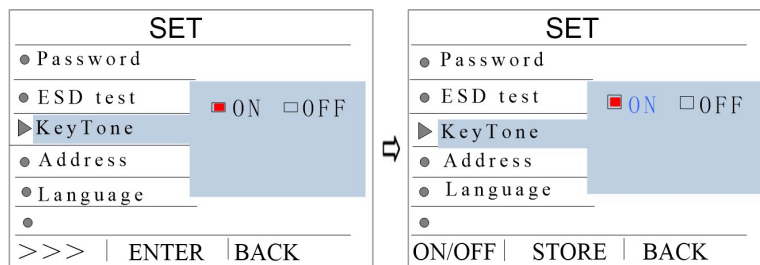 SET
Password
ESD test
ON OFF
KeyTone
Address
Language
>>> ENTER BACK
SET
Password
ESD test
ON OFF
KeyTone
Address
Language
ON/OFF STORE BACK